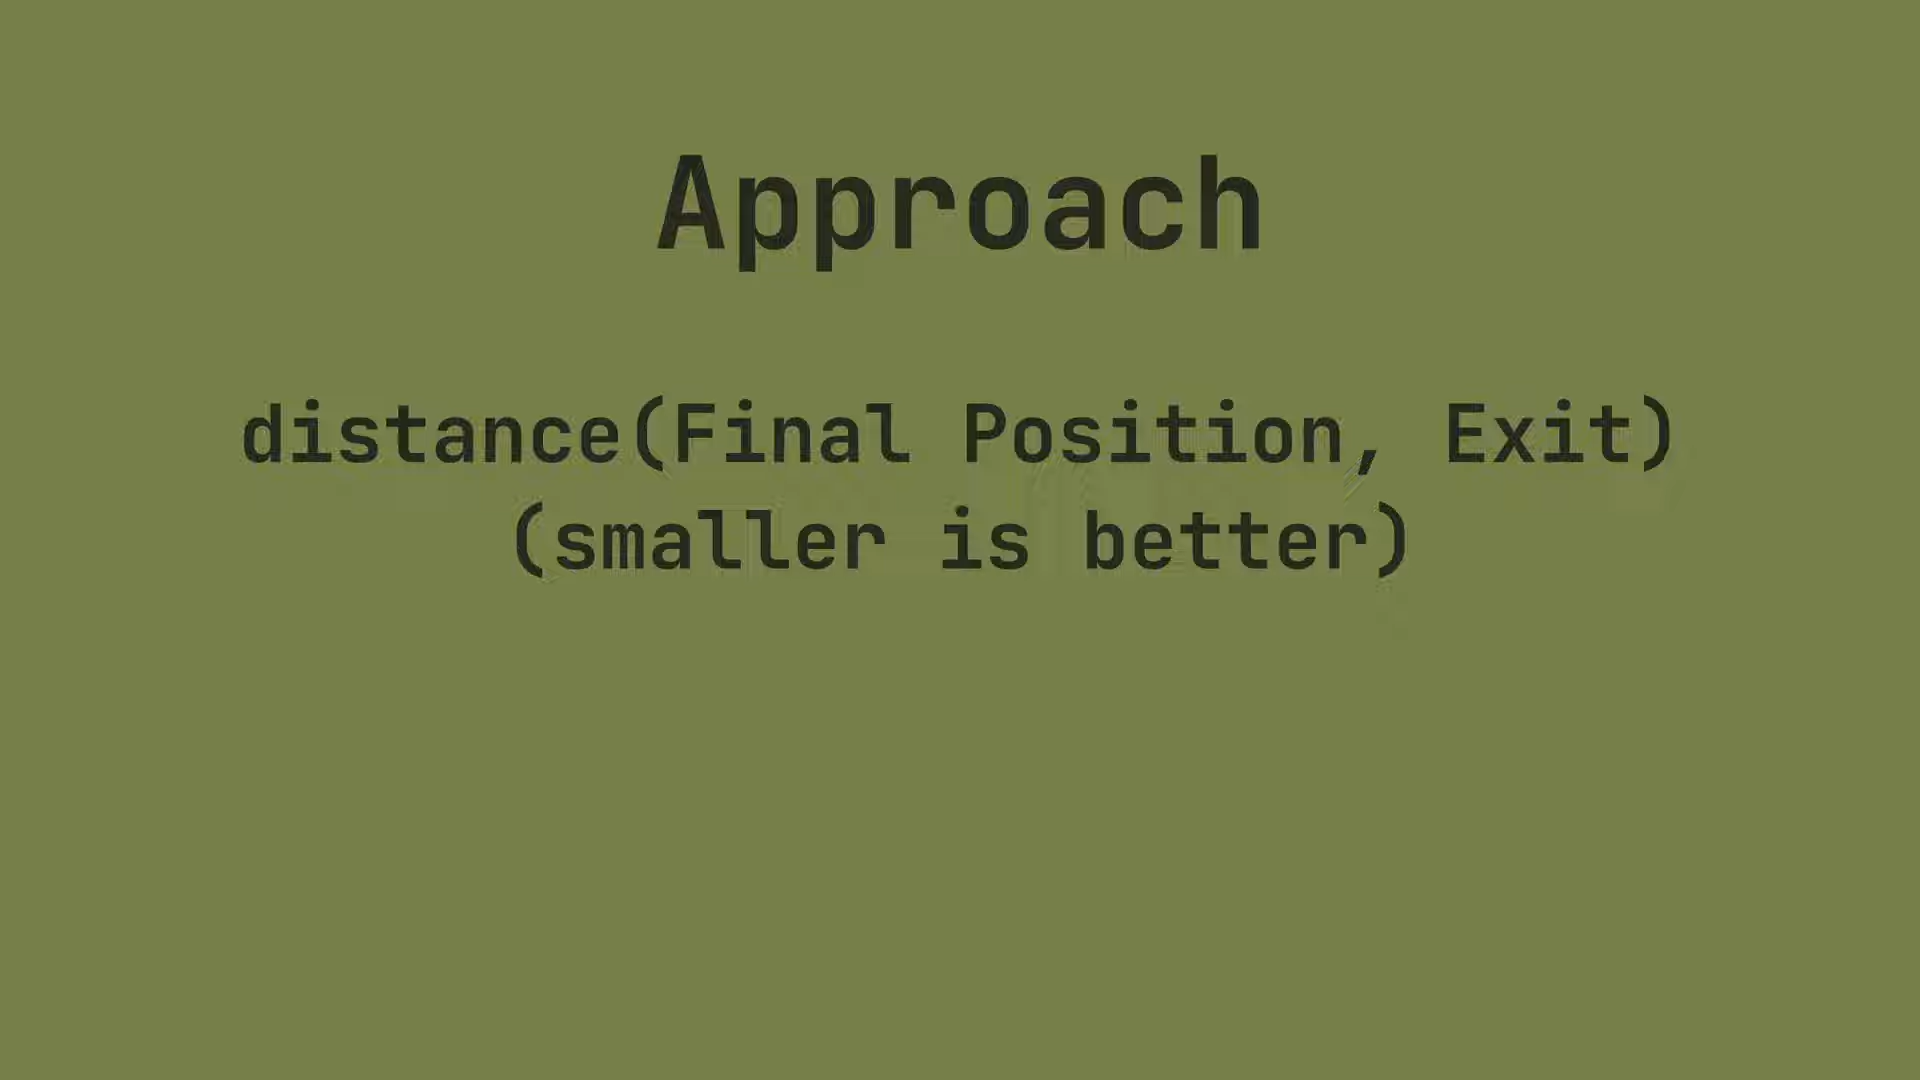 Approach
distance(Final Position, Exit)
(smaller is better)